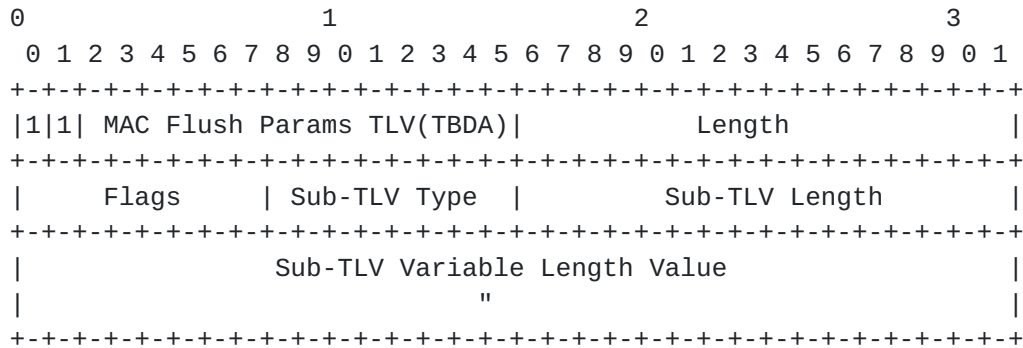 0                   1                   2                   3
 0 1 2 3 4 5 6 7 8 9 0 1 2 3 4 5 6 7 8 9 0 1 2 3 4 5 6 7 8 9 0 1
+-+-+-+-+-+-+-+-+-+-+-+-+-+-+-+-+-+-+-+-+-+-+-+-+-+-+-+-+-+-+-+-+
|1|1| MAC Flush Params TLV(TBDA)|           Length              |
+-+-+-+-+-+-+-+-+-+-+-+-+-+-+-+-+-+-+-+-+-+-+-+-+-+-+-+-+-+-+-+-+
|     Flags     | Sub-TLV Type  |         Sub-TLV Length        |
+-+-+-+-+-+-+-+-+-+-+-+-+-+-+-+-+-+-+-+-+-+-+-+-+-+-+-+-+-+-+-+-+
|                Sub-TLV Variable Length Value                  |
|                             "                                 |
+-+-+-+-+-+-+-+-+-+-+-+-+-+-+-+-+-+-+-+-+-+-+-+-+-+-+-+-+-+-+-+-+